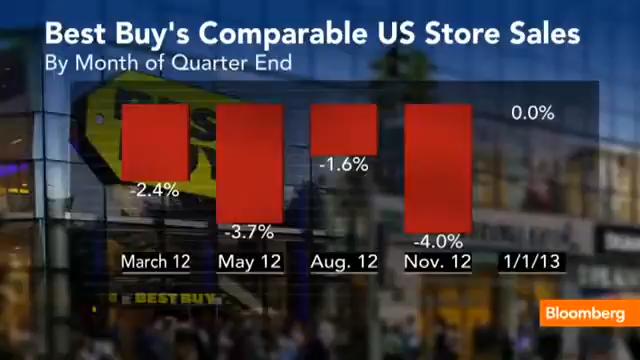 Best Buy's Comparable US Store Sales
By Month of Quarter End
0.0%
-1.6%
-2.4%
-3.7%
-4.0%
March 12
May 12
Aug. 12
Nov. 12
1/1/13
BEST BUY
Bloomberg